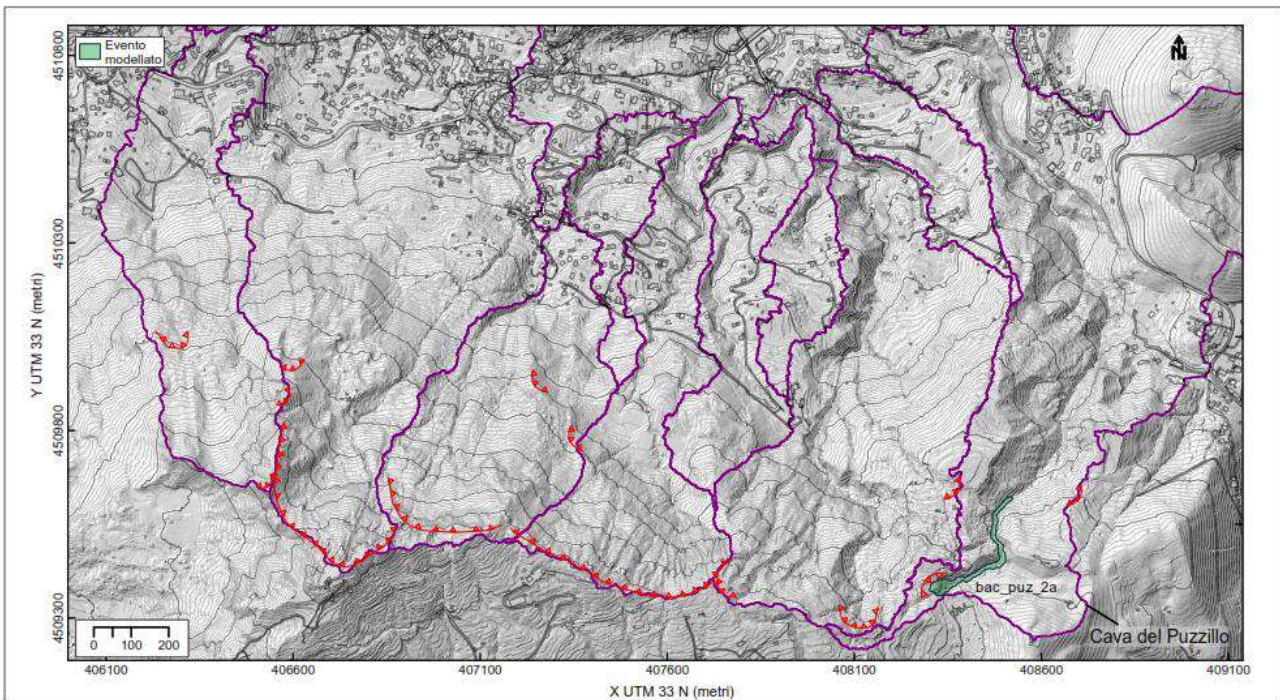 Evento
modellato
N
4510800
4510300
4509800
4509300
Y UTM 33 N (metri)
bac_puz_2a
Cava del Puzzillo
0 100 200
406100 406600 407100 407600 408100 408600 409100
X UTM 33 N (metri)